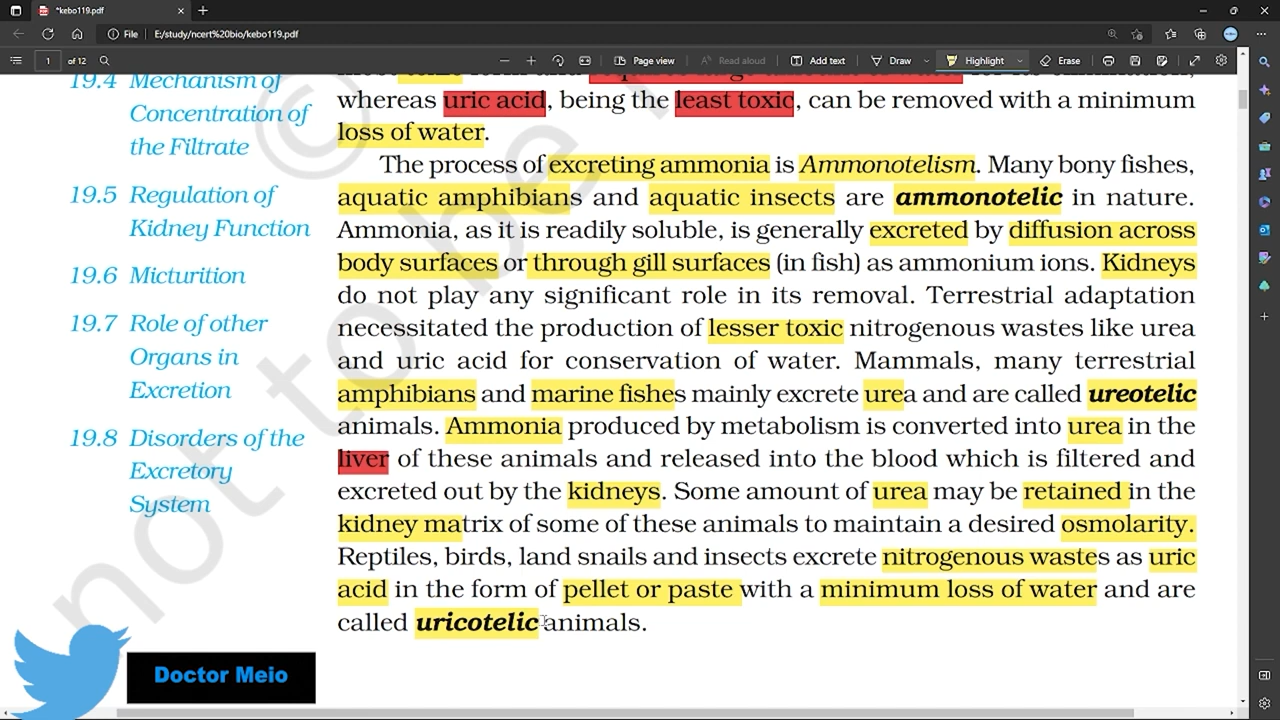 *kebo119.pdf
File
E:/study/ncert%20bio/kebo119.pdf
1 of 12
Page view
Read aloud
Add text
Draw
Highlight
Erase
19.4 Mechanism of
Concentration of
the Filtrate
19.5 Regulation of
Kidney Function
19.6 Micturition
19.7 Role of other
Organs in
Excretion
19.8 Disorders of the
Excretory
System
whereas uric acid, being the least toxic, can be removed with a minimum
loss of water.
The process of excreting ammonia is Ammonotelism. Many bony fishes,
aquatic amphibians and aquatic insects are ammonotelic in nature.
Ammonia, as it is readily soluble, is generally excreted by diffusion across
body surfaces or through gill surfaces (in fish) as ammonium ions. Kidneys
do not play any significant role in its removal. Terrestrial adaptation
necessitated the production of lesser toxic nitrogenous wastes like urea
and uric acid for conservation of water. Mammals, many terrestrial
amphibians and marine fishes mainly excrete urea and are called ureotelic
animals. Ammonia produced by metabolism is converted into urea in the
liver of these animals and released into the blood which is filtered and
excreted out by the kidneys. Some amount of urea may be retained in the
kidney matrix of some of these animals to maintain a desired osmolarity.
Reptiles, birds, land snails and insects excrete nitrogenous wastes as uric
acid in the form of pellet or paste with a minimum loss of water and are
called uricotelic animals.
not to be r
Doctor Meio